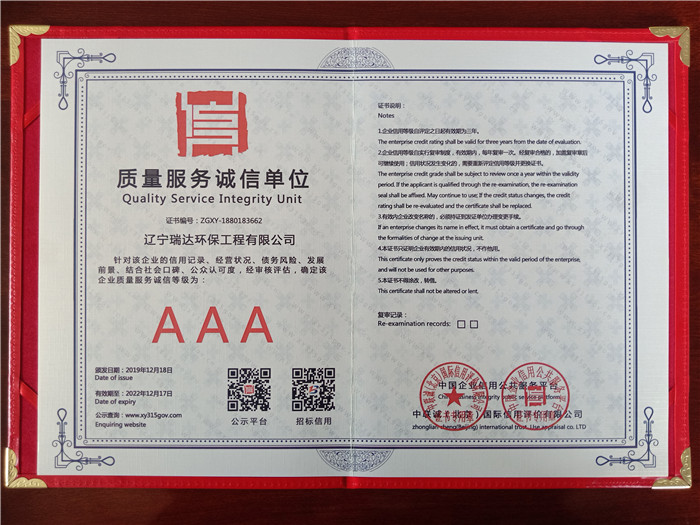 质量服务诚信单位
Quality Service Integrity Unit
证书编号：ZGXY-1880183662
辽宁瑞达环保工程有限公司
针对该企业的信用记录、经营状况、债务风险、发展
前景、结合社会口碑、公众认可度，经审核评估，确定该
企业质量服务诚信等级为：
AAA
颁发日期：2019年12月18日
Date of issue
有效期至：2022年12月17日
Date of expiry
公示查询：www.xy315gov.com
Enquiring website
公示平台
招标信用
证书说明：
Notes
1.企业信用等级自评定之日起有效期为三年。
The enterprise credit rating shall be valid for three years from the date of evaluation.
2.企业信用等级自实行复审制度，有效期内，每年复审一次。经复审合格的，加盖复审章后
可继续使用；信用状况发生变化的，需要重新评定信用等级并更换证书。
The enterprise credit grade shall be subject to review once a year within the validity
period. If the applicant is qualified through the re-examination, the re-examination
seal shall be affixed. May continue to use; If the credit status changes, the credit
rating shall be re-evaluated and the certificate shall be replaced.
3.有效内企业改变名称的，必须持证到发证单位办理变更手续。
If an enterprise changes its name in effect, it must obtain a certificate and go through
the formalities of change at the issuing unit.
4.本证书只证明企业有效期内的信用状况，不作他用。
This certificate only proves the credit status within the valid period of the enterprise,
and will not be used for other purposes.
5.本证书不得涂改，转借。
This certificate shall not be altered or lent.
复审记录：
Re-examination records:
中国企业信用公共服务平台
中联诚（北京）国际信用评价有限公司
zhonglian cheng(beijing) international trust. Use appraisal co. LTD